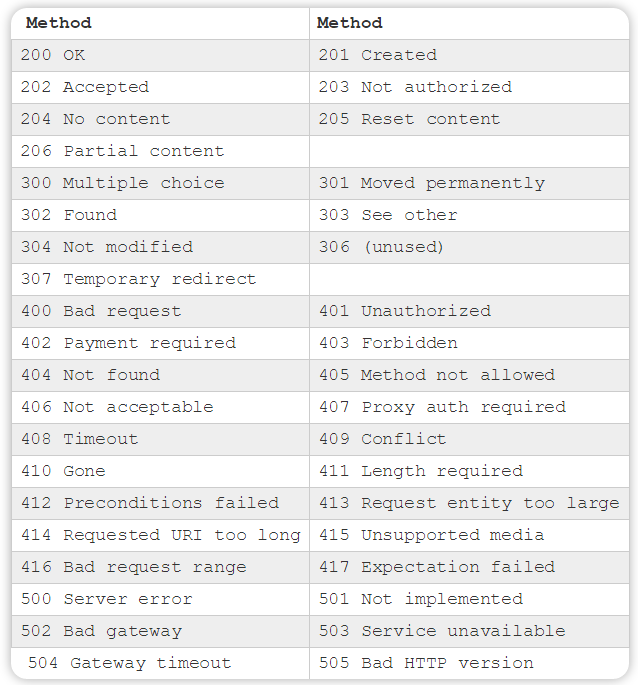 Method Method
200 OK 201 Created
202 Accepted 203 Not authorized
204 No content 205 Reset content
206 Partial content
300 Multiple choice 301 Moved permanently
302 Found 303 See other
304 Not modified 306 (unused)
307 Temporary redirect
400 Bad request 401 Unauthorized
402 Payment required 403 Forbidden
404 Not found 405 Method not allowed
406 Not acceptable 407 Proxy auth required
408 Timeout 409 Conflict
410 Gone 411 Length required
412 Preconditions failed 413 Request entity too large
414 Requested URI too long 415 Unsupported media
416 Bad request range 417 Expectation failed
500 Server error 501 Not implemented
502 Bad gateway 503 Service unavailable
504 Gateway timeout 505 Bad HTTP version